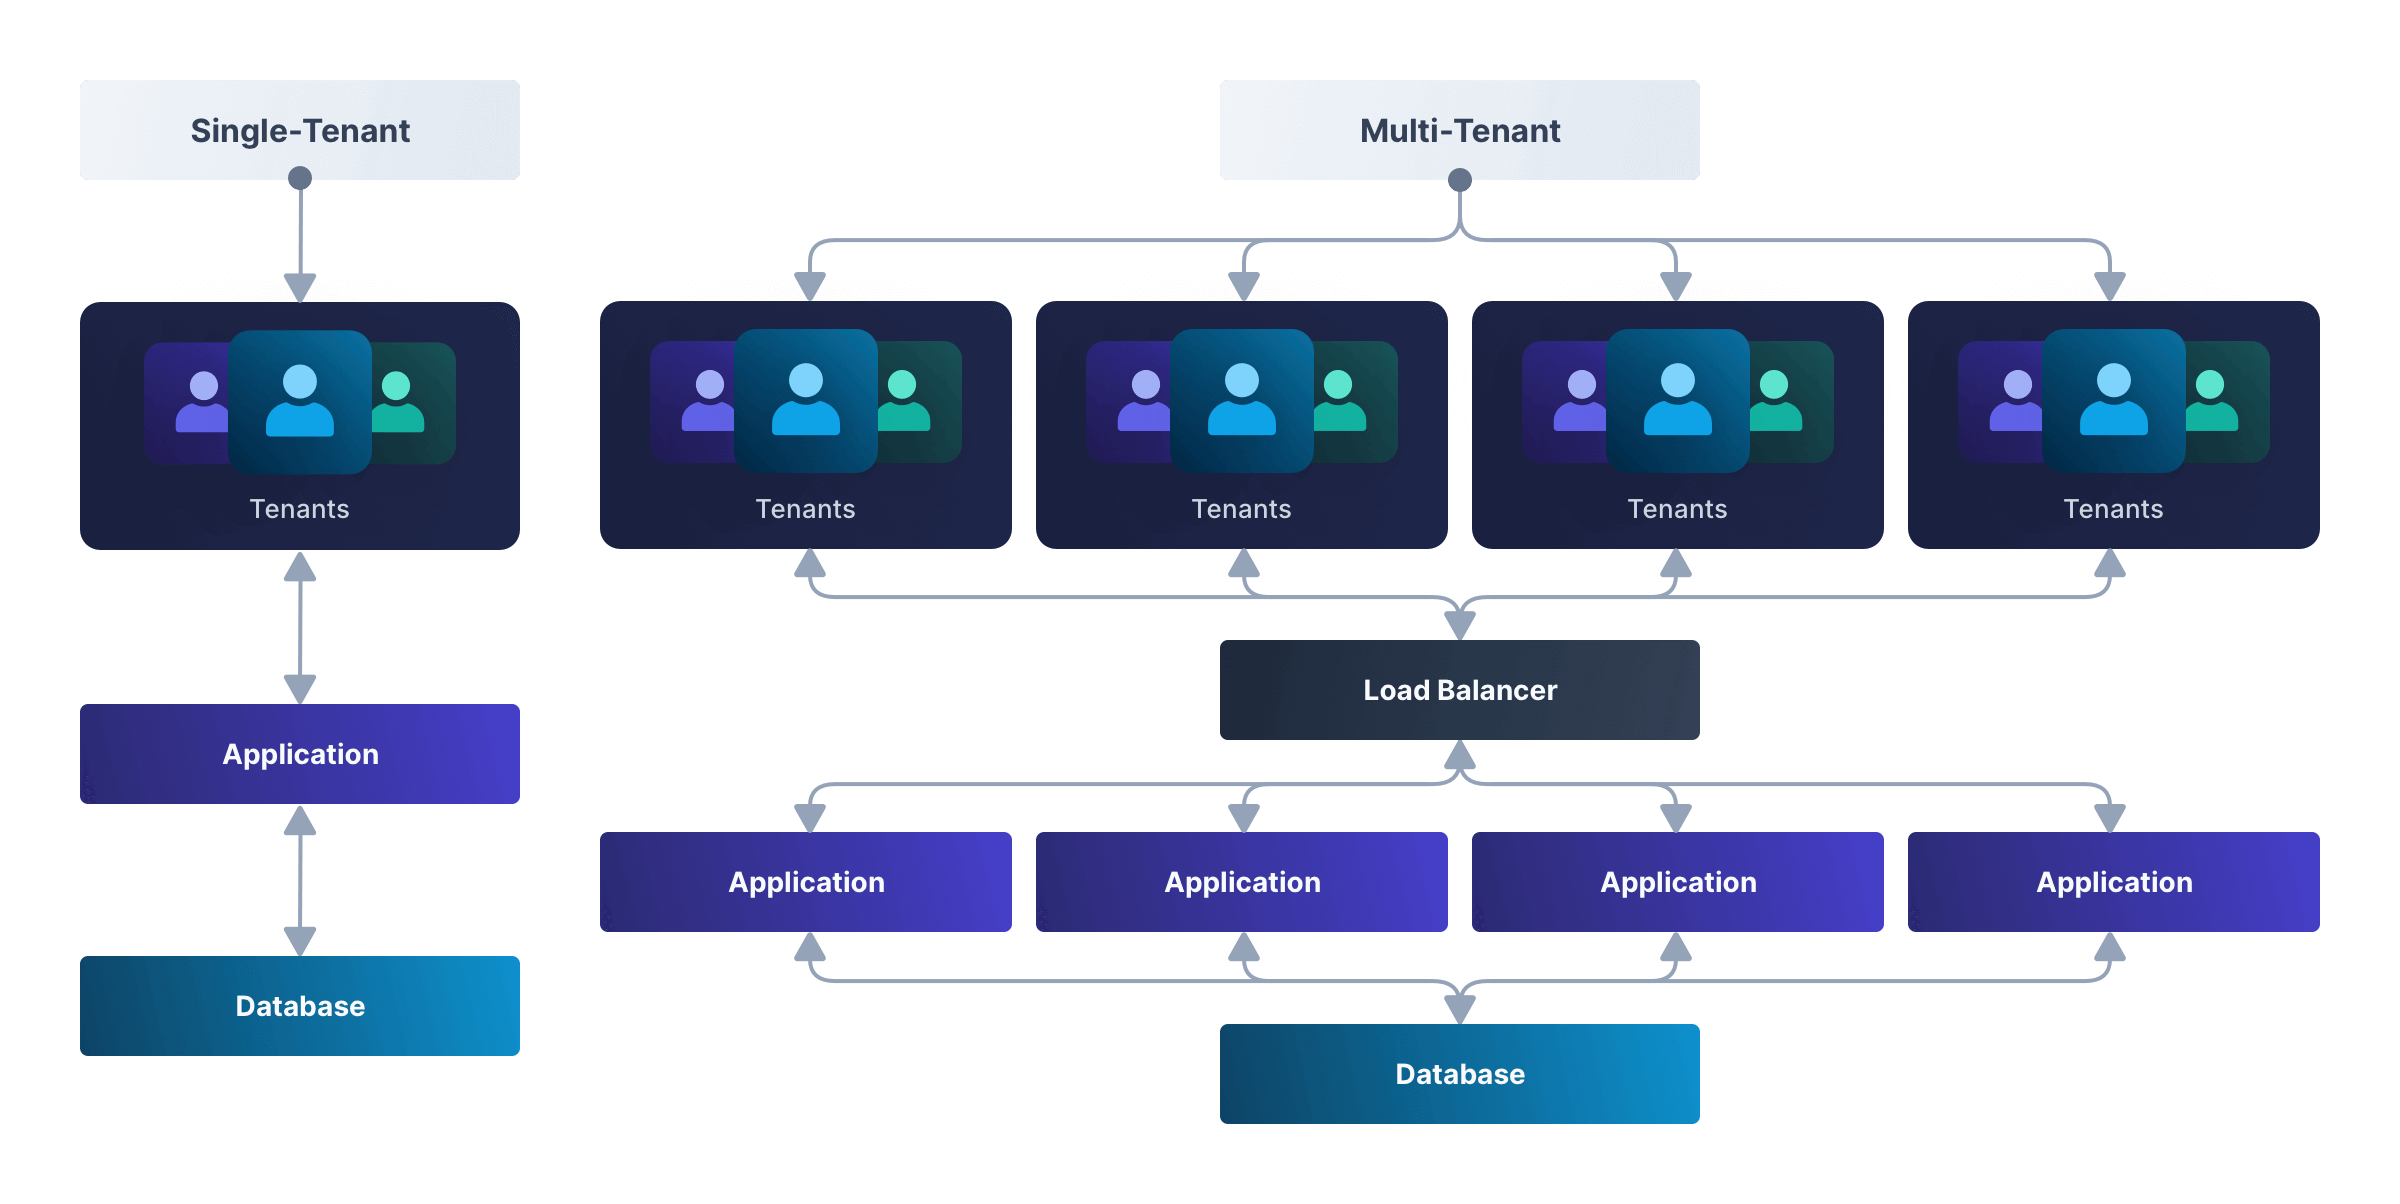 Single-Tenant
Multi-Tenant
Tenants
Tenants
Tenants
Tenants
Tenants
Load Balancer
Application
Application
Application
Application
Application
Database
Database